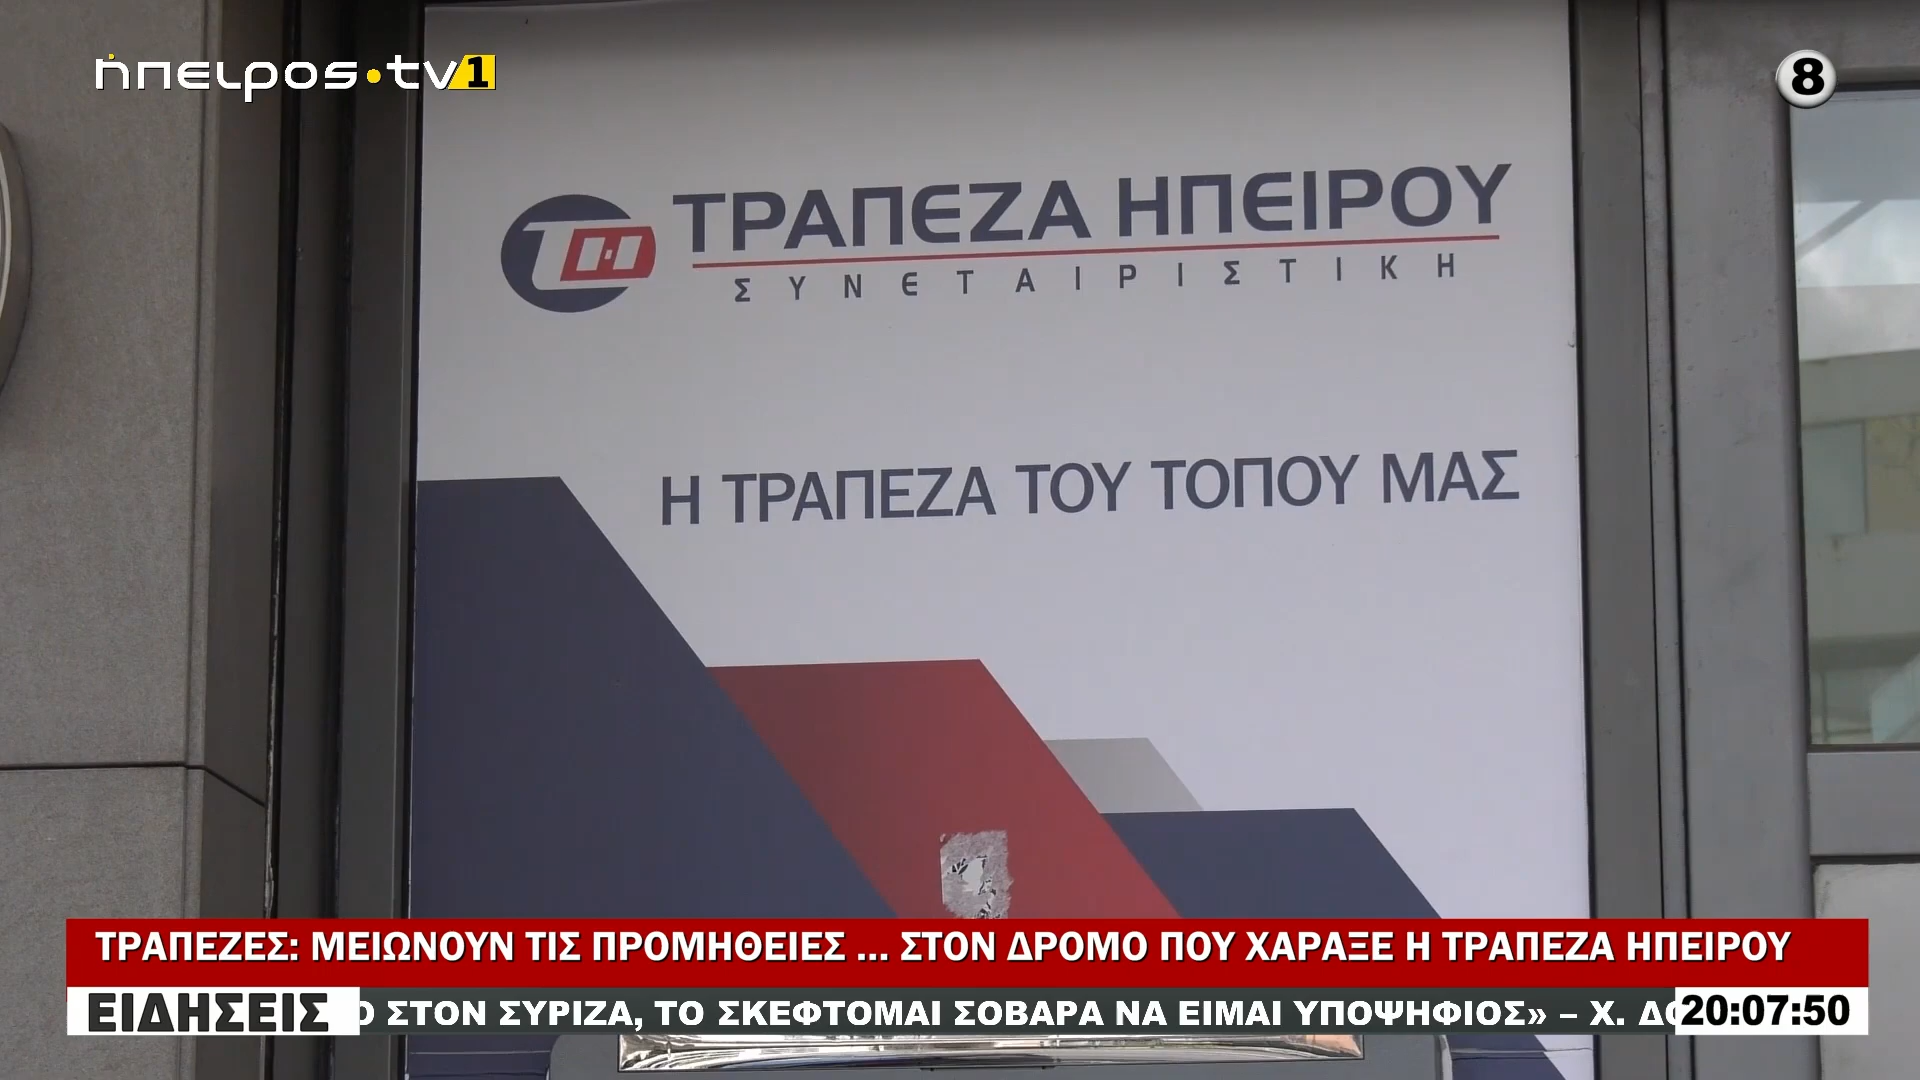 ήπειρος•tv1
8
ΤΡΑΠΕΖΑ ΗΠΕΙΡΟΥ
ΣΥΝΕΤΑΙΡΙΣΤΙΚΗ
Η ΤΡΑΠΕΖΑ ΤΟΥ ΤΟΠΟΥ ΜΑΣ
ΤΡΑΠΕΖΕΣ: ΜΕΙΩΝΟΥΝ ΤΙΣ ΠΡΟΜΗΘΕΙΕΣ ... ΣΤΟΝ ΔΡΟΜΟ ΠΟΥ ΧΑΡΑΞΕ Η ΤΡΑΠΕΖΑ ΗΠΕΙΡΟΥ
ΕΙΔΗΣΕΙΣ ΣΤΟΝ ΣΥΡΙΖΑ, ΤΟ ΣΚΕΦΤΟΜΑΙ ΣΟΒΑΡΑ ΝΑ ΕΙΜΑΙ ΥΠΟΨΗΦΙΟΣ» – Χ. 20:07:50